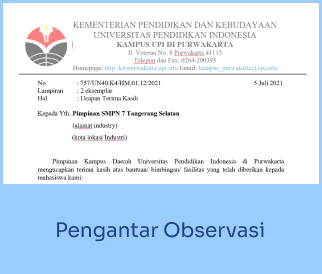 KEMENTERIAN PENDIDIKAN DAN KEBUDAYAAN
UNIVERSITAS PENDIDIKAN INDONESIA
KAMPUS UPI DI PURWAKARTA
Jl. Veteran No. 8 Purwakarta 41115
Telepon dan Fax: 0264-200395
Homepage: http:kd-purwakarta.upi.edu Email: kampus_purwakarta@upi.edu
No : 757/UN40.K4/HM.01.12/2021 5 Juli 2021
Lampiran : 2 eksemplar
Hal : Ucapan Terima Kasih
Kepada Yth. Pimpinan SMPN 7 Tangerang Selatan
(alamat industry)
(kota lokasi Industri)
Pimpinan Kampus Daerah Universitas Pendidikan Indonesia di Purwakarta
mengucapkan terima kasih atas bantuan/ bimbingan/ fasilitas yang telah diberikan kepada
mahasiswa kami:
Pengantar Observasi